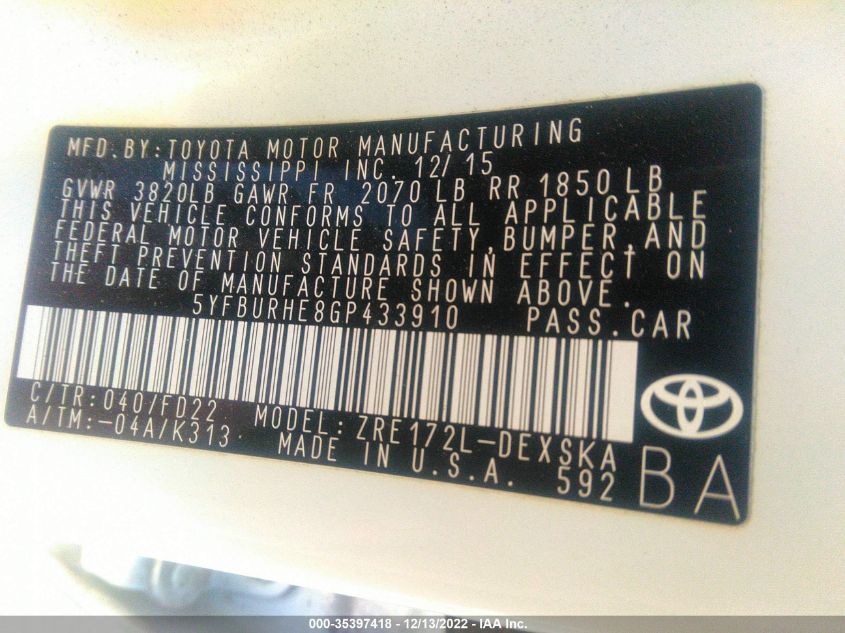 MFD.BY:TOYOTA MOTOR MANUFACTURING
MISSISSIPPI INC. 12/15
GVWR 3820LB GAWR FR 2070LB RR 1850LB
THIS VEHICLE CONFORMS TO ALL APPLICABLE
FEDERAL MOTOR VEHICLE SAFETY,BUMPER,AND
THEFT PREVENTION STANDARDS IN EFFECT ON
THE DATE OF MANUFACTURE SHOWN ABOVE.
5YFBURHE8GP433910 PASS.CAR
C/TR:040/FD22 MODEL:ZRE172L-DEXSKA
A/TM:-04A/K313 MADE IN U.S.A. 592
BA
000-35397418 - 12/13/2022 - IAA Inc.